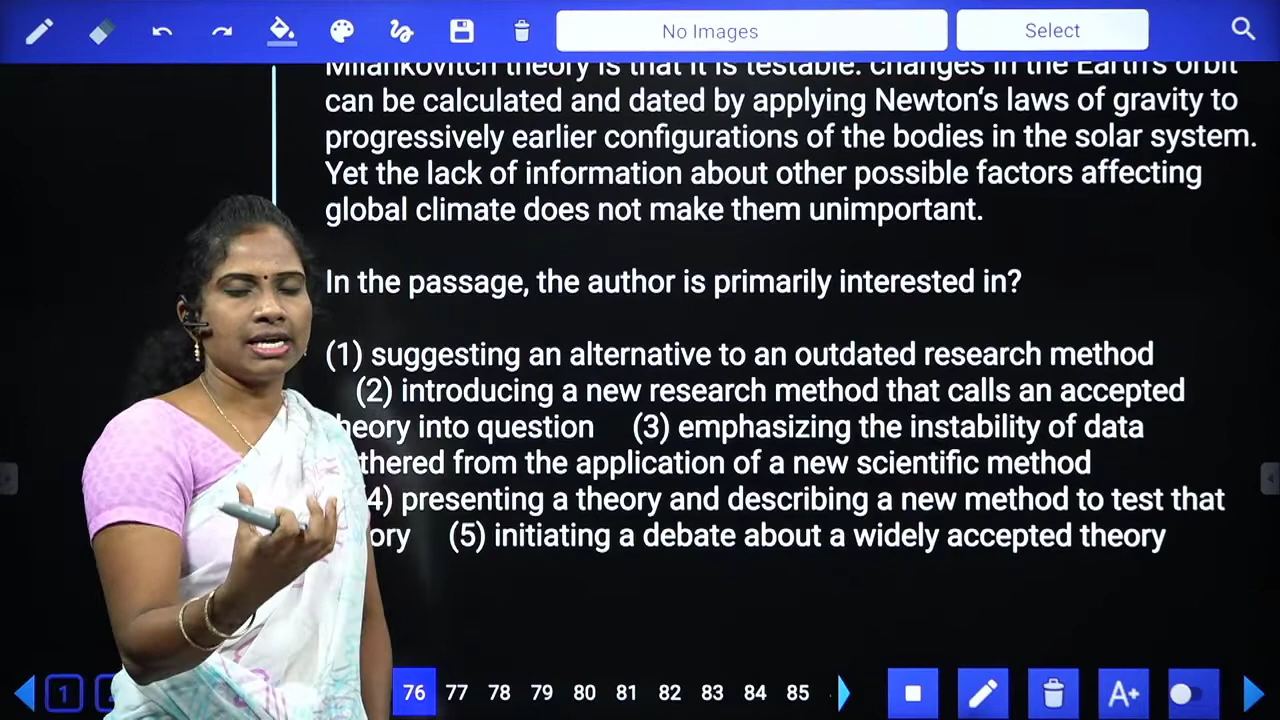 No Images
Select
Milankovitch theory is that it is testable: changes in the Earth's orbit
can be calculated and dated by applying Newton‘s laws of gravity to
progressively earlier configurations of the bodies in the solar system.
Yet the lack of information about other possible factors affecting
global climate does not make them unimportant.
In the passage, the author is primarily interested in?
(1) suggesting an alternative to an outdated research method
(2) introducing a new research method that calls an accepted
heory into question (3) emphasizing the instability of data
thered from the application of a new scientific method
4) presenting a theory and describing a new method to test that
ory (5) initiating a debate about a widely accepted theory
1 76 77 78 79 80 81 82 83 84 85 A+